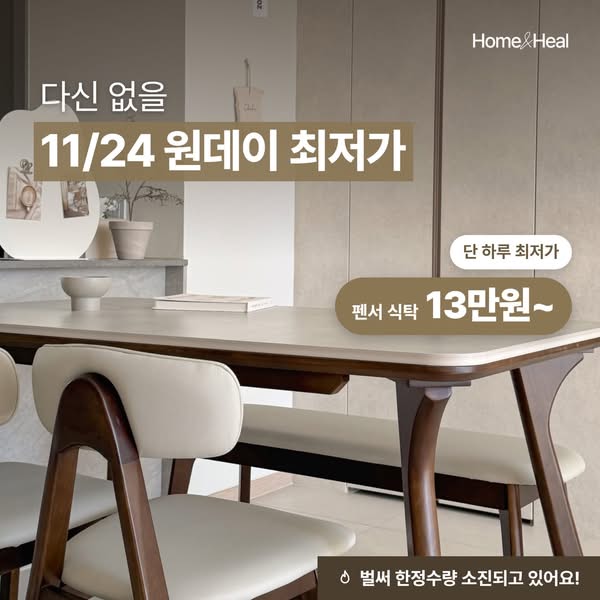 Home&Heal
다신 없을
11/24 원데이 최저가
단 하루 최저가
펜서 식탁 13만원~
벌써 한정수량 소진되고 있어요!